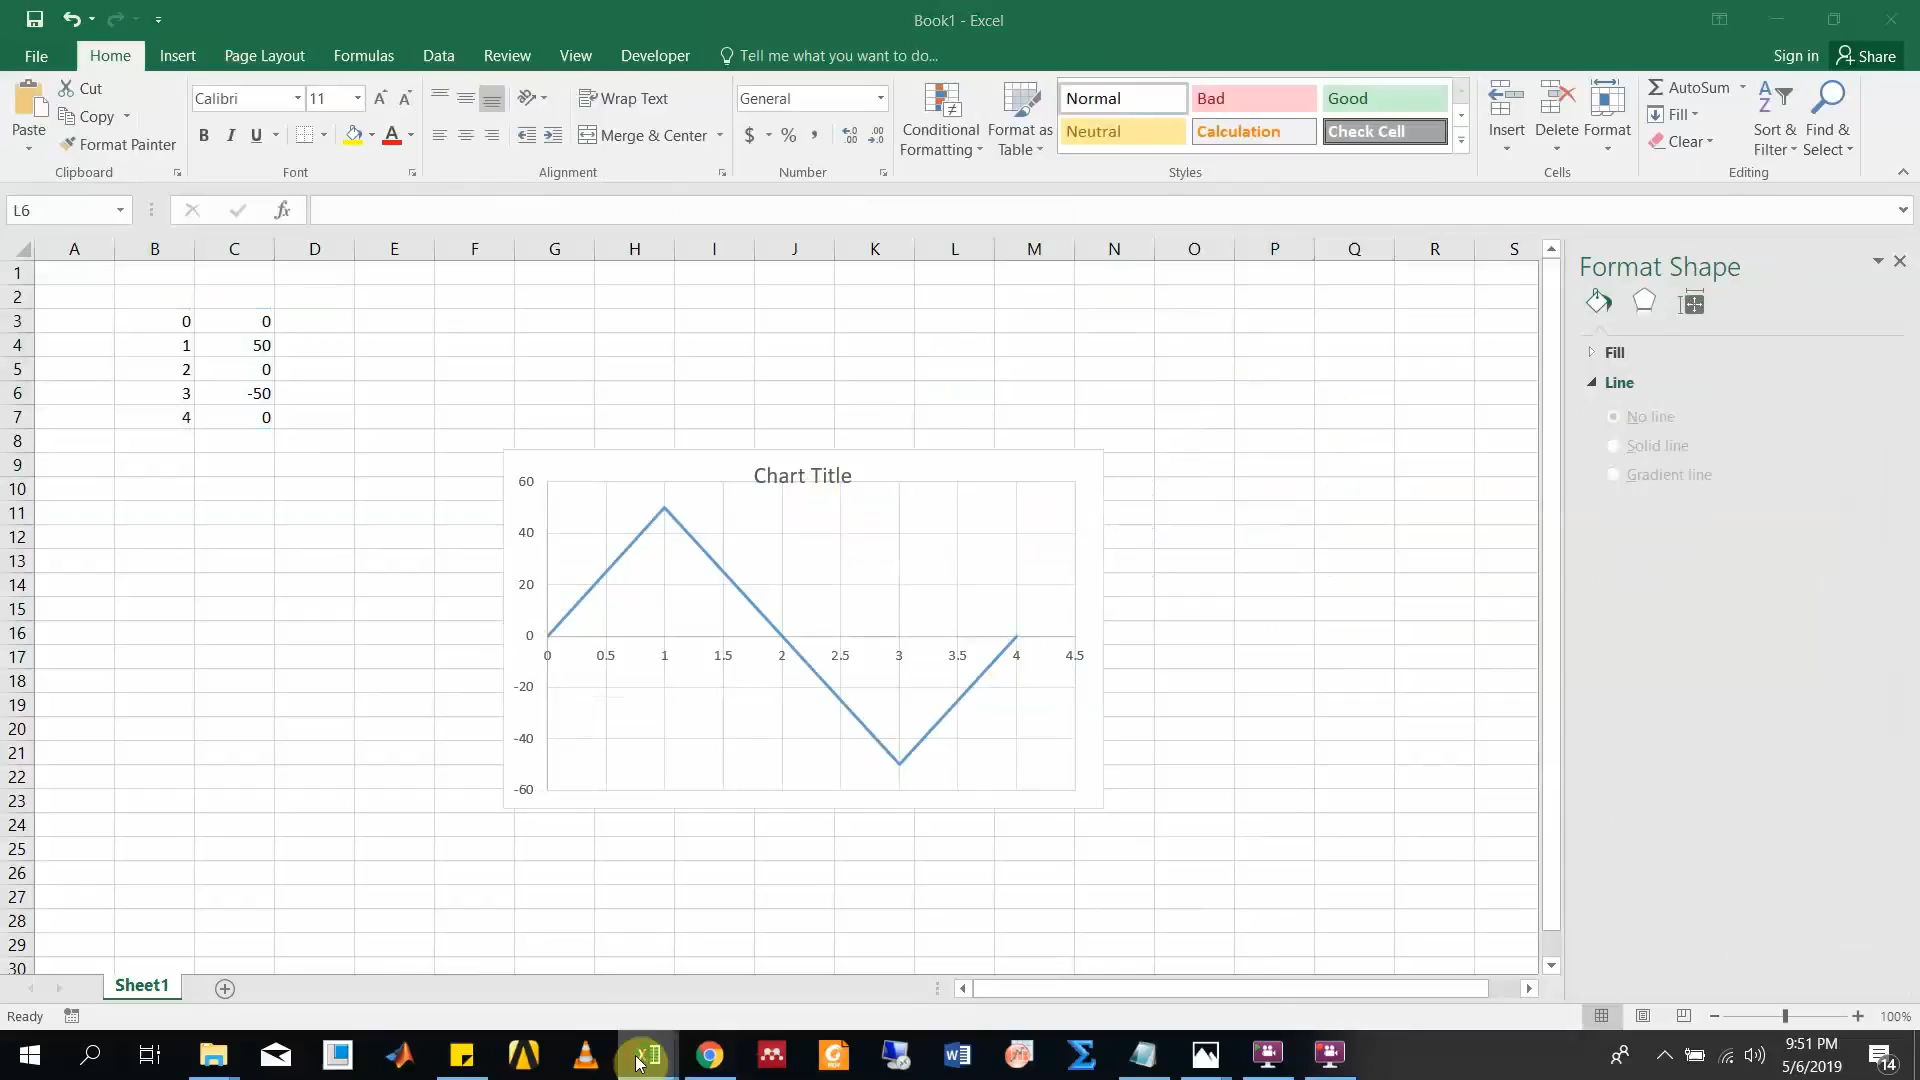 Book1 - Excel
File Home Insert Page Layout Formulas Data Review View Developer Tell me what you want to do... Sign in Share
Paste
Cut
Copy
Format Painter
Clipboard
Calibri 11 A A
B I U A
Font
Wrap Text
Merge & Center
Alignment
General
$ % ,
Number
Conditional Formatting
Format as Table
Normal Bad Good
Neutral Calculation Check Cell
Styles
Insert Delete Format
Cells
AutoSum
Fill
Clear
Sort & Filter
Find & Select
Editing
L6 fx
A B C D E F G H I J K L M N O P Q R S
1
2
3 0 0
4 1 50
5 2 0
6 3 -50
7 4 0
8
9
10
11
12
13
14
15
16
17
18
19
20
21
22
23
24
25
26
27
28
29
30
Chart Title
60
40
20
0
-20
-40
-60
0 0.5 1 1.5 2 2.5 3 3.5 4 4.5
Format Shape
Fill
Line
No line
Solid line
Gradient line
Sheet1
Ready 100%
9:51 PM
5/6/2019
14